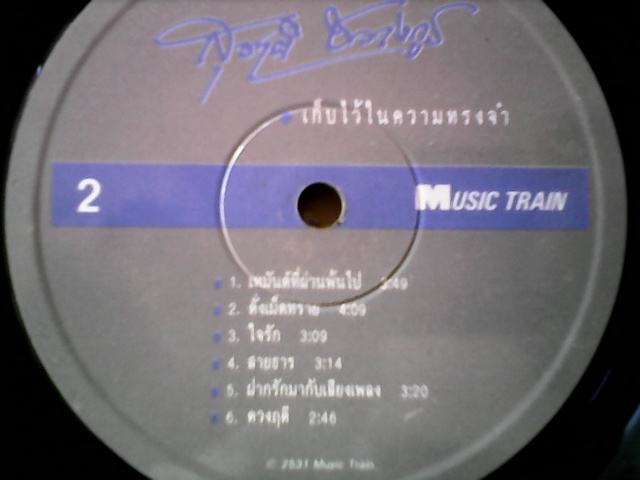 เก็บไว้ในความทรงจำ
2
MUSIC TRAIN
1. เหมันต์ที่ผ่านพ้นไป 3:49
2. ดั่งเม็ดทราย 4:09
3. ใจรัก 3:09
4. สายธาร 3:14
5. ฝากรักมากับเสียงเพลง 3:20
6. ดวงฤดี 2:46
© 2531 Music Train